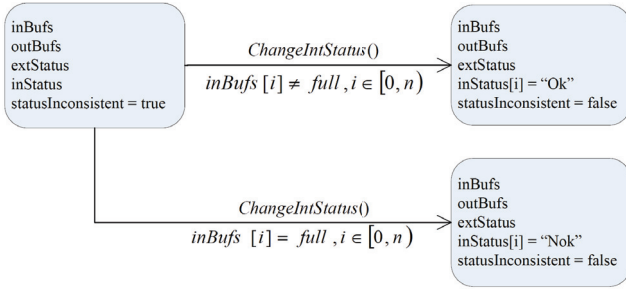 inBufs
outBufs
extStatus
inStatus
statusInconsistent = true
ChangeIntStatus()
inBufs [i] ≠ full , i ∈ [0, n)
inBufs
outBufs
extStatus
inStatus[i] = “Ok”
statusInconsistent = false
ChangeIntStatus()
inBufs [i] = full , i ∈ [0, n)
inBufs
outBufs
extStatus
inStatus[i] = “Nok”
statusInconsistent = false